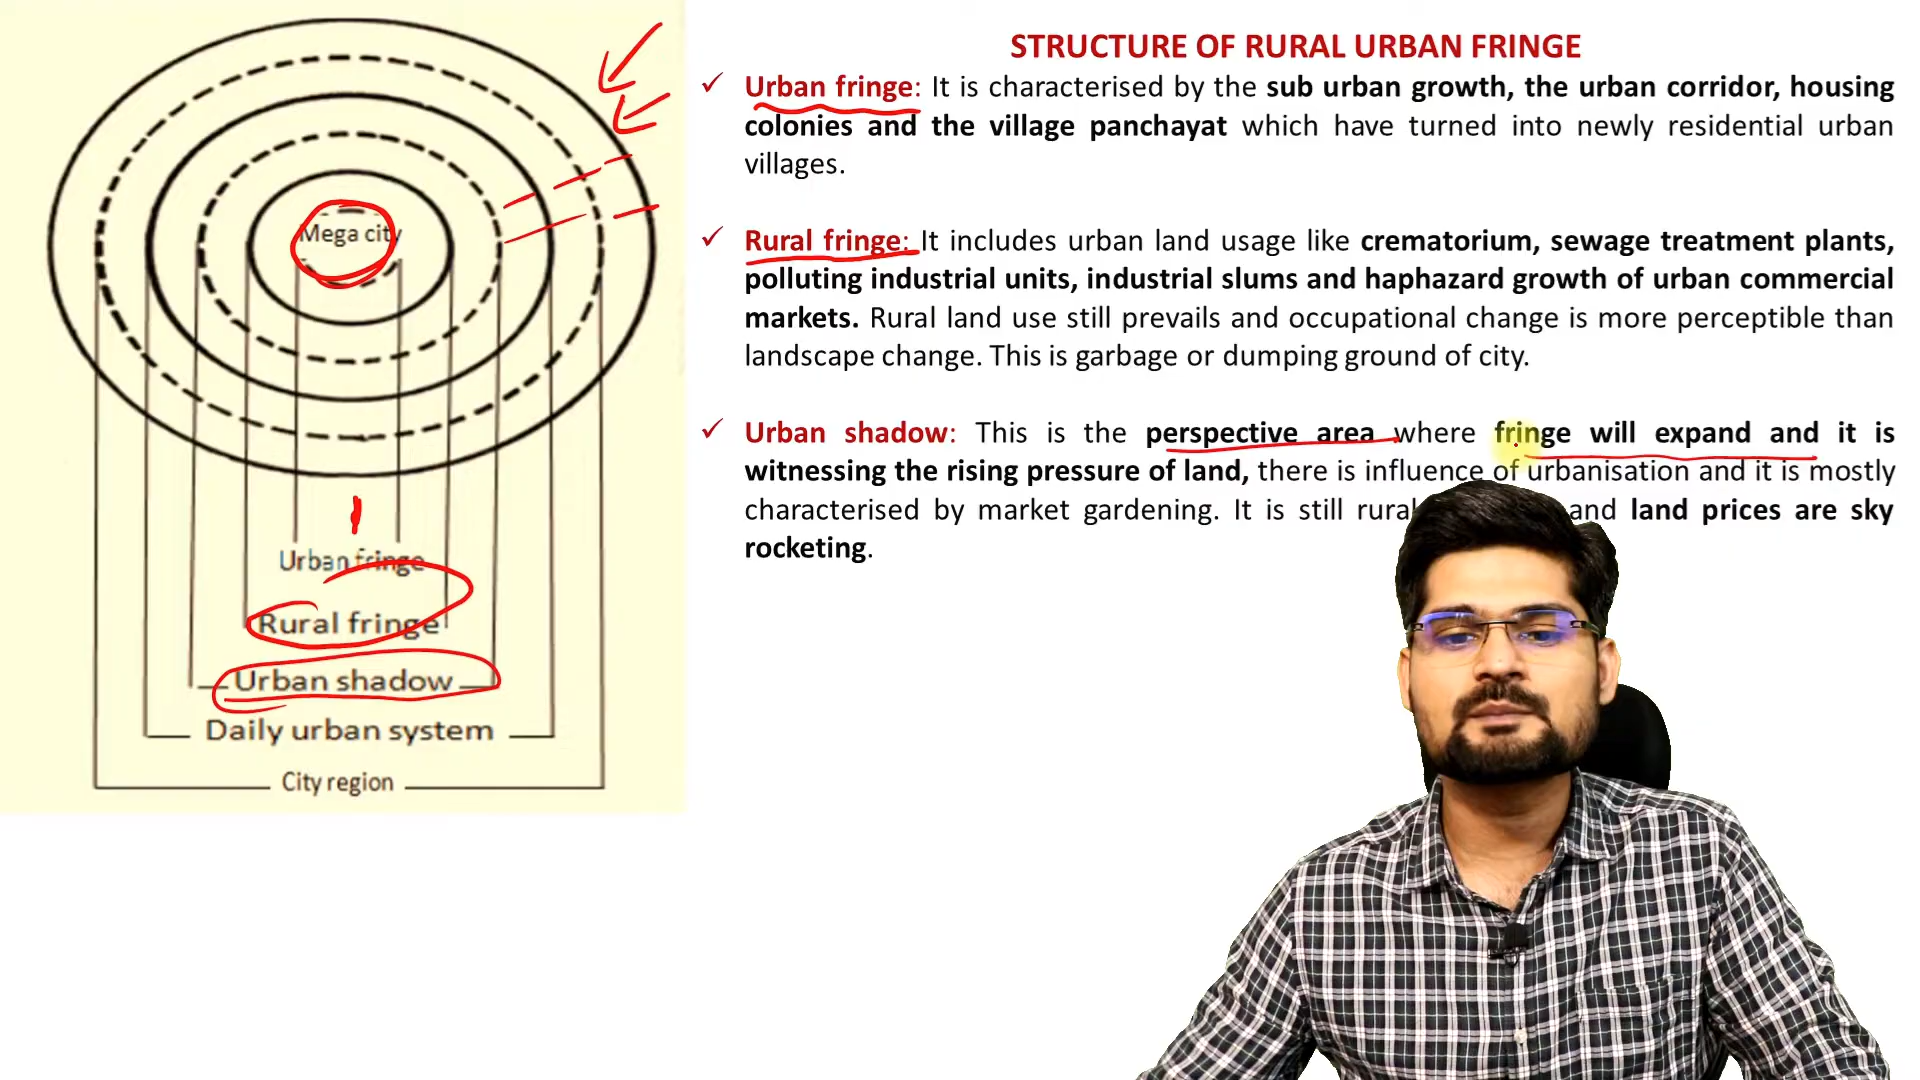 STRUCTURE OF RURAL URBAN FRINGE
✓ Urban fringe: It is characterised by the sub urban growth, the urban corridor, housing
colonies and the village panchayat which have turned into newly residential urban
villages.
✓ Rural fringe: It includes urban land usage like crematorium, sewage treatment plants,
polluting industrial units, industrial slums and haphazard growth of urban commercial
markets. Rural land use still prevails and occupational change is more perceptible than
landscape change. This is garbage or dumping ground of city.
✓ Urban shadow: This is the perspective area where fringe will expand and it is
witnessing the rising pressure of land, there is influence of urbanisation and it is mostly
characterised by market gardening. It is still rural and land prices are sky
rocketing.
Mega city
Urban fringe
Rural fringe
Urban shadow
Daily urban system
City region